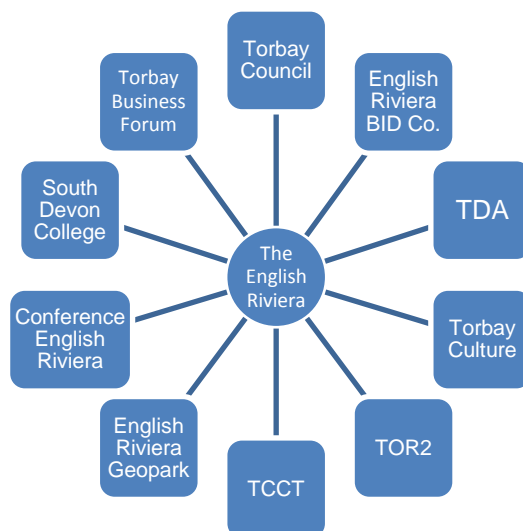 Torbay
Council
English
Riviera
BID Co.
TDA
Torbay
Culture
TOR2
TCCT
English
Riviera
Geopark
Conference
English
Riviera
South
Devon
College
Torbay
Business
Forum
The
English
Riviera